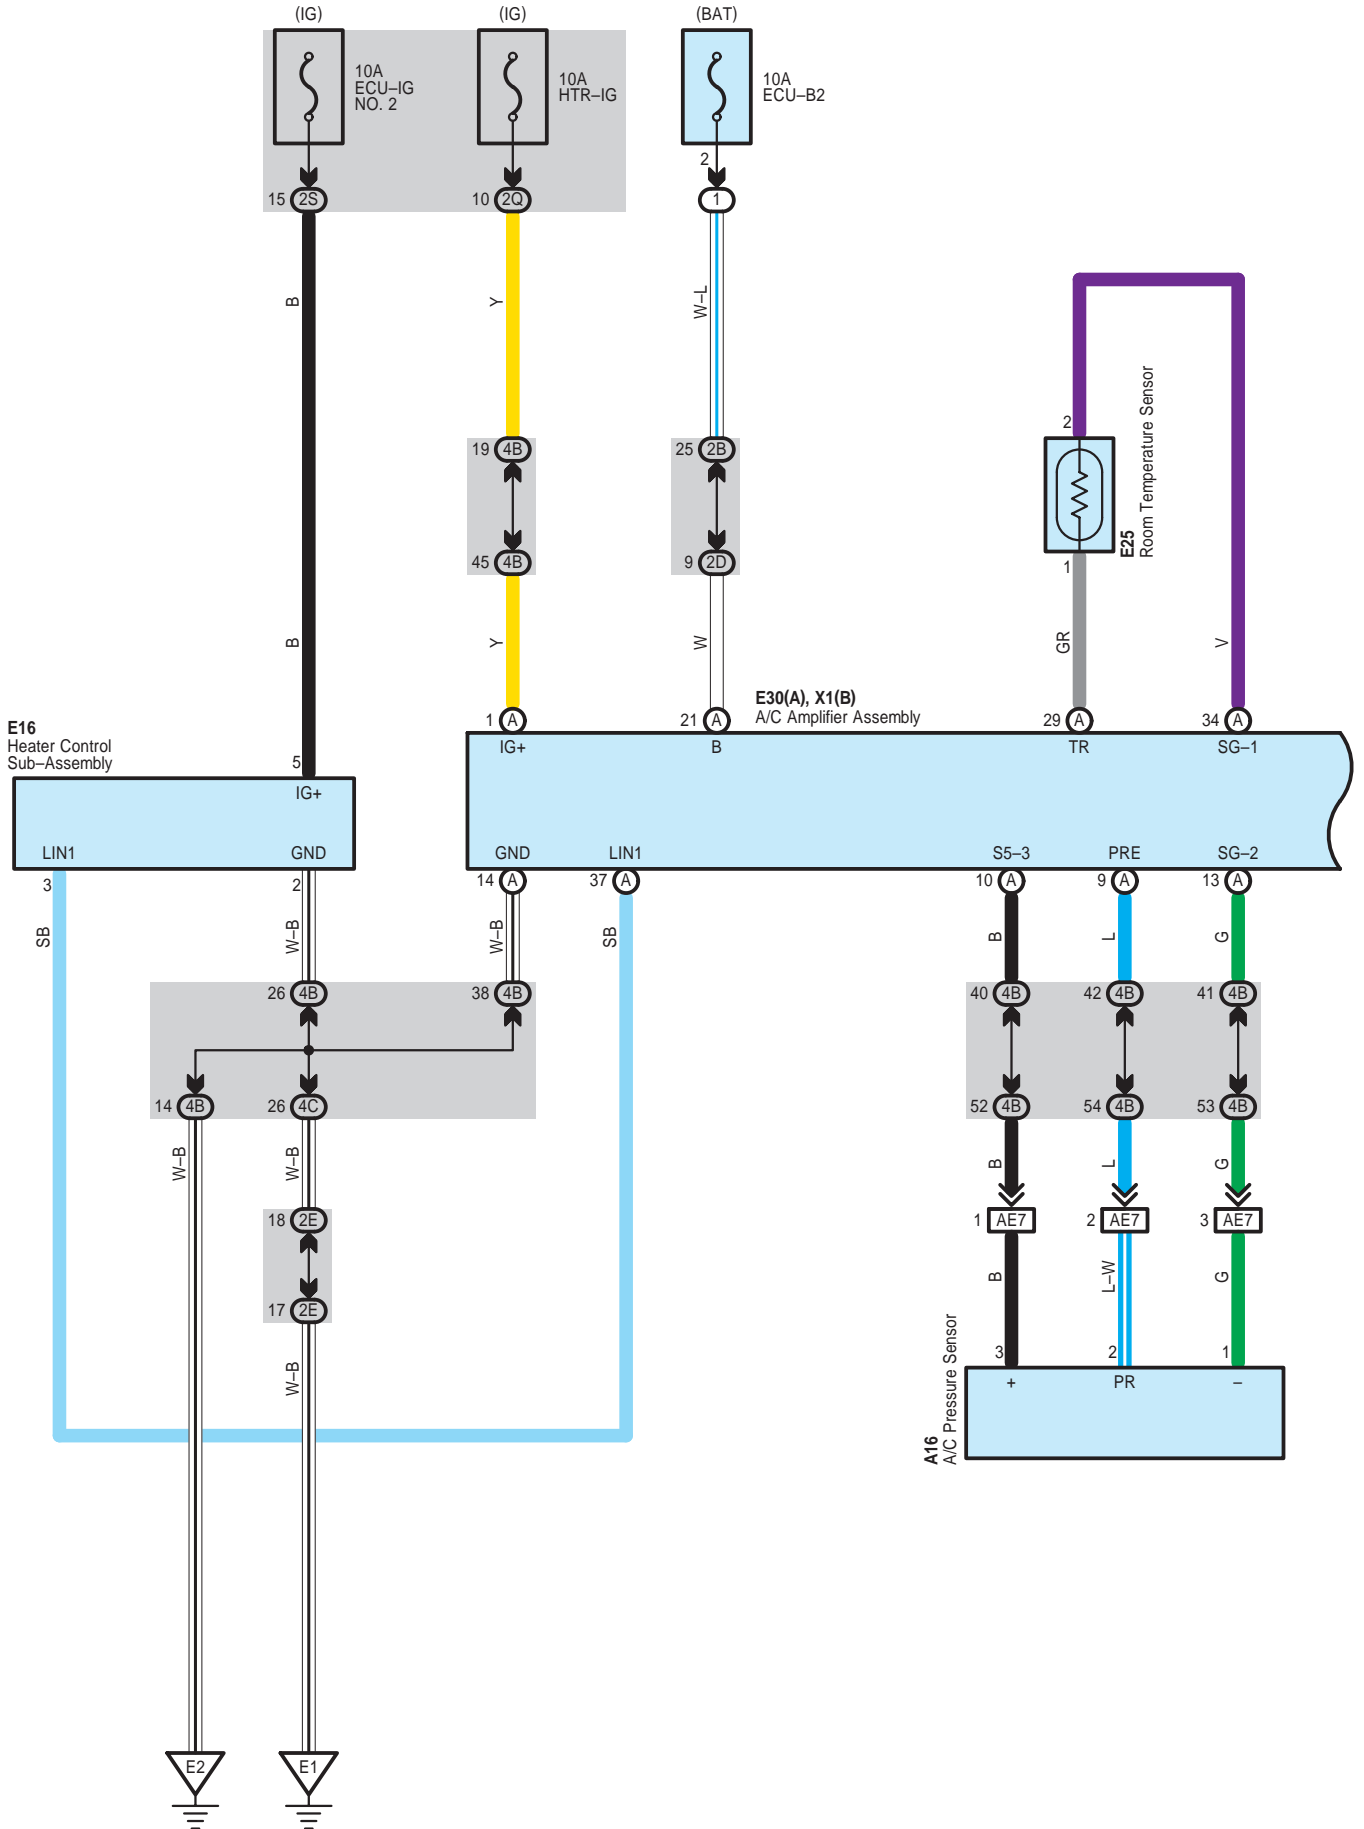 (IG)
(IG)
(BAT)
10A
ECU–IG
NO. 2
10A
HTR–IG
10A
ECU–B2
2
15 2S
10 2Q
1
B
Y
W–L
19 4B
25 2B
2
E25
Room Temperature Sensor
45 4B
9 2D
1
B
Y
W
GR
V
E30(A), X1(B)
A/C Amplifier Assembly
1 A
21 A
29 A
34 A
IG+
B
TR
SG–1
E16
Heater Control
Sub–Assembly
5
IG+
LIN1
GND
GND
LIN1
S5–3
PRE
SG–2
3
2
14 A
37 A
10 A
9 A
13 A
SB
W–B
W–B
SB
B
L
G
26 4B
38 4B
40 4B
42 4B
41 4B
14 4B
26 4C
52 4B
54 4B
53 4B
W–B
W–B
B
L
G
18 2E
1 AE7
2 AE7
3 AE7
17 2E
B
L–W
G
W–B
3
2
1
+
PR
–
A16
A/C Pressure Sensor
E2
E1